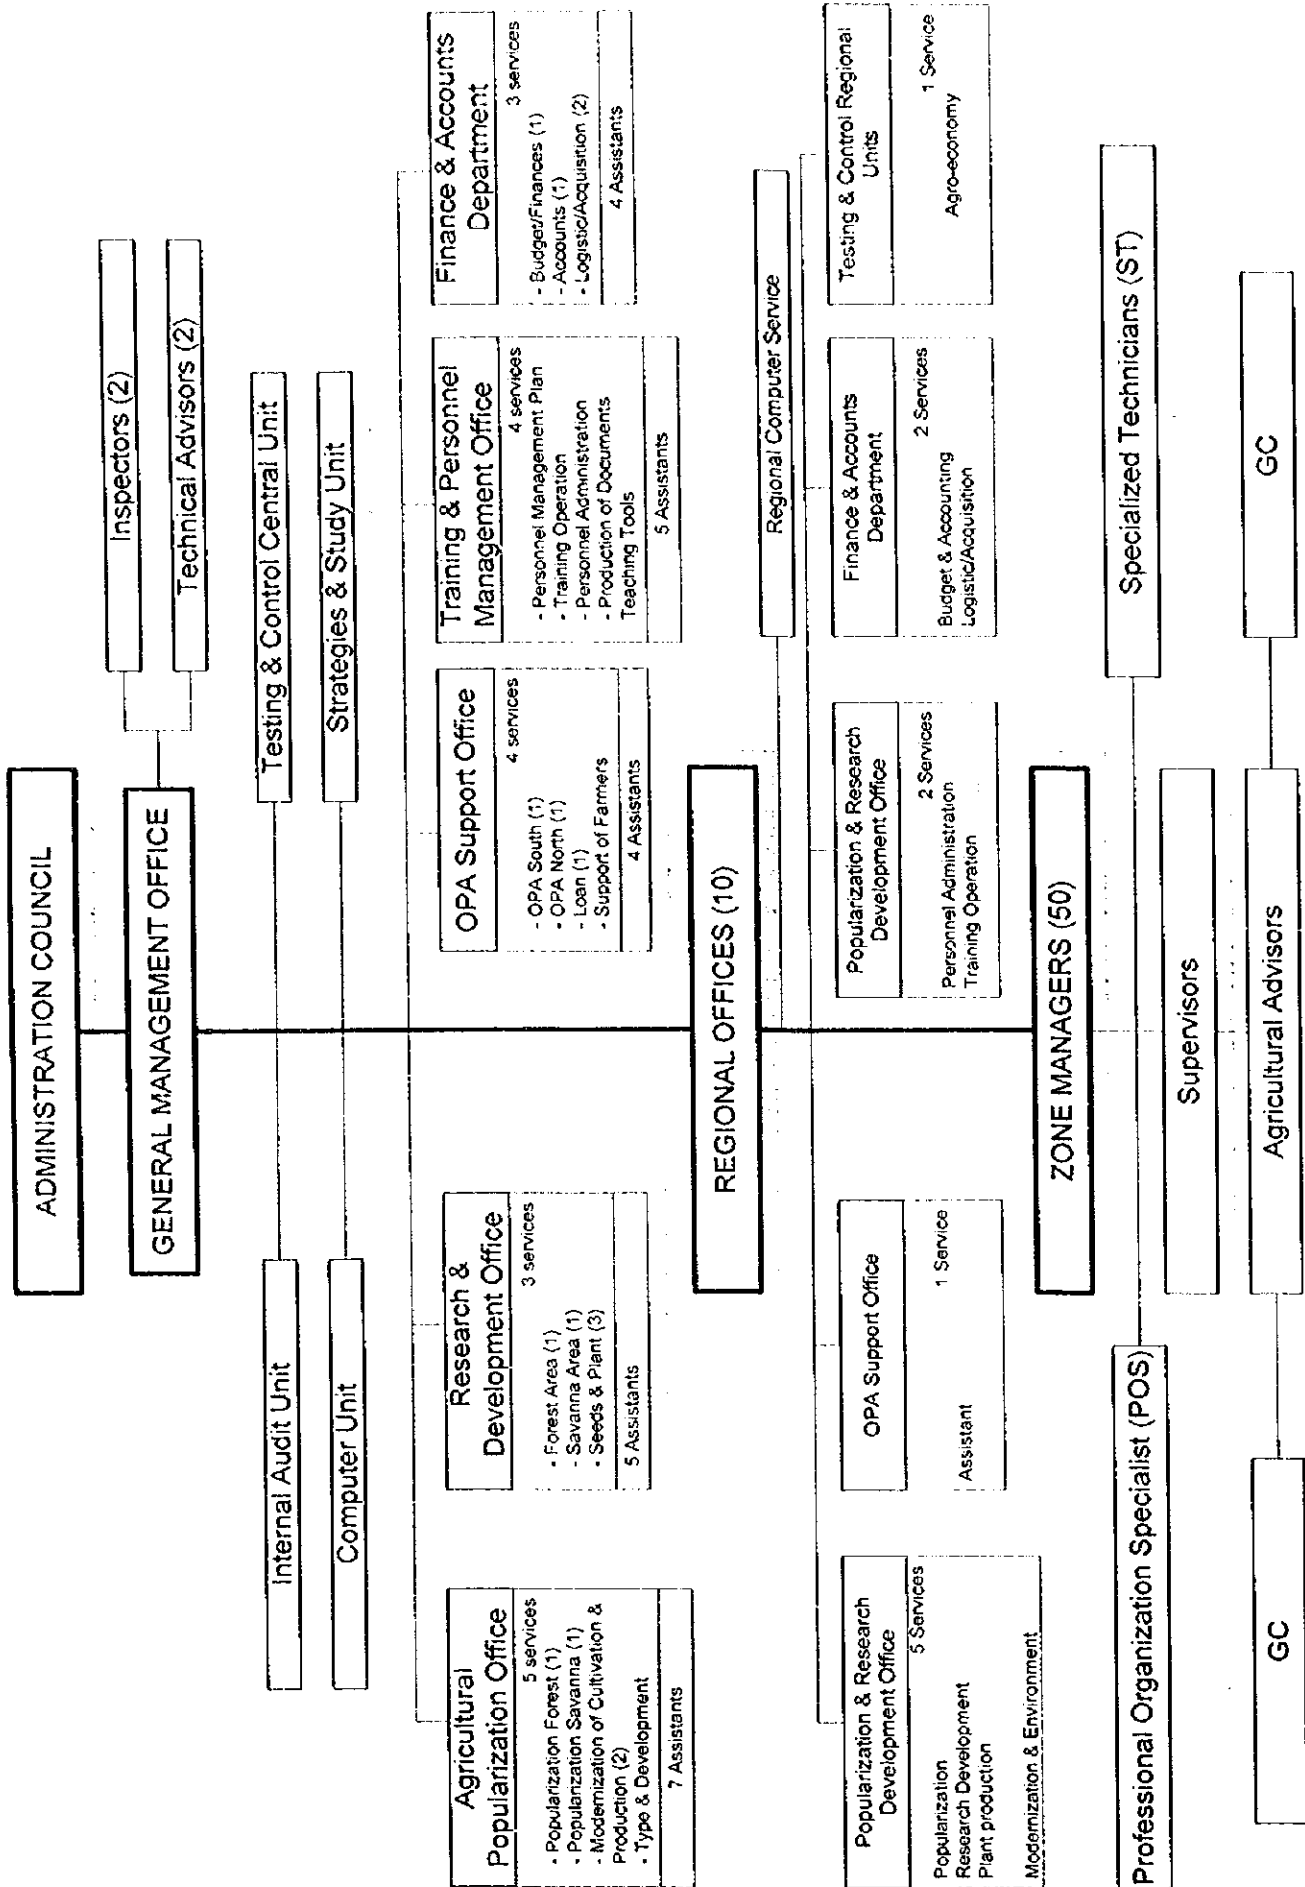 ADMINISTRATION COUNCIL
GENERAL MANAGEMENT OFFICE
Inspectors (2)
Technical Advisors (2)
Internal Audit Unit
Testing & Control Central Unit
Computer Unit
Strategies & Study Unit
Agricultural
Popularization Office
5 services
- Popularization Forest (1)
- Popularization Savanna (1)
- Modernization of Cultivation &
Production (2)
- Type & Development
7 Assistants
Research &
Development Office
3 services
- Forest Area (1)
- Savanna Area (1)
- Seeds & Plant (3)
5 Assistants
OPA Support Office
4 services
- OPA South (1)
- OPA North (1)
- Loan (1)
- Support of Farmers
4 Assistants
Training & Personnel
Management Office
4 services
- Personnel Management Plan
- Training Operation
- Personnel Administration
- Production of Documents
Teaching Tools
5 Assistants
Finance & Accounts
Department
3 services
- Budget/Finances (1)
- Accounts (1)
- Logistic/Acquisition (2)
4 Assistants
REGIONAL OFFICES (10)
Regional Computer Service
Popularization & Research
Development Office
5 Services
Popularization
Research Development
Plant production
Modernization & Environment
OPA Support Office
1 Service
Assistant
Popularization & Research
Development Office
2 Services
Personnel Administration
Training Operation
Finance & Accounts
Department
2 Services
Budget & Accounting
Logistic/Acquisition
Testing & Control Regional
Units
1 Service
Agro-economy
ZONE MANAGERS (50)
Professional Organization Specialist (POS)
Specialized Technicians (ST)
Supervisors
GC
Agricultural Advisors
GC